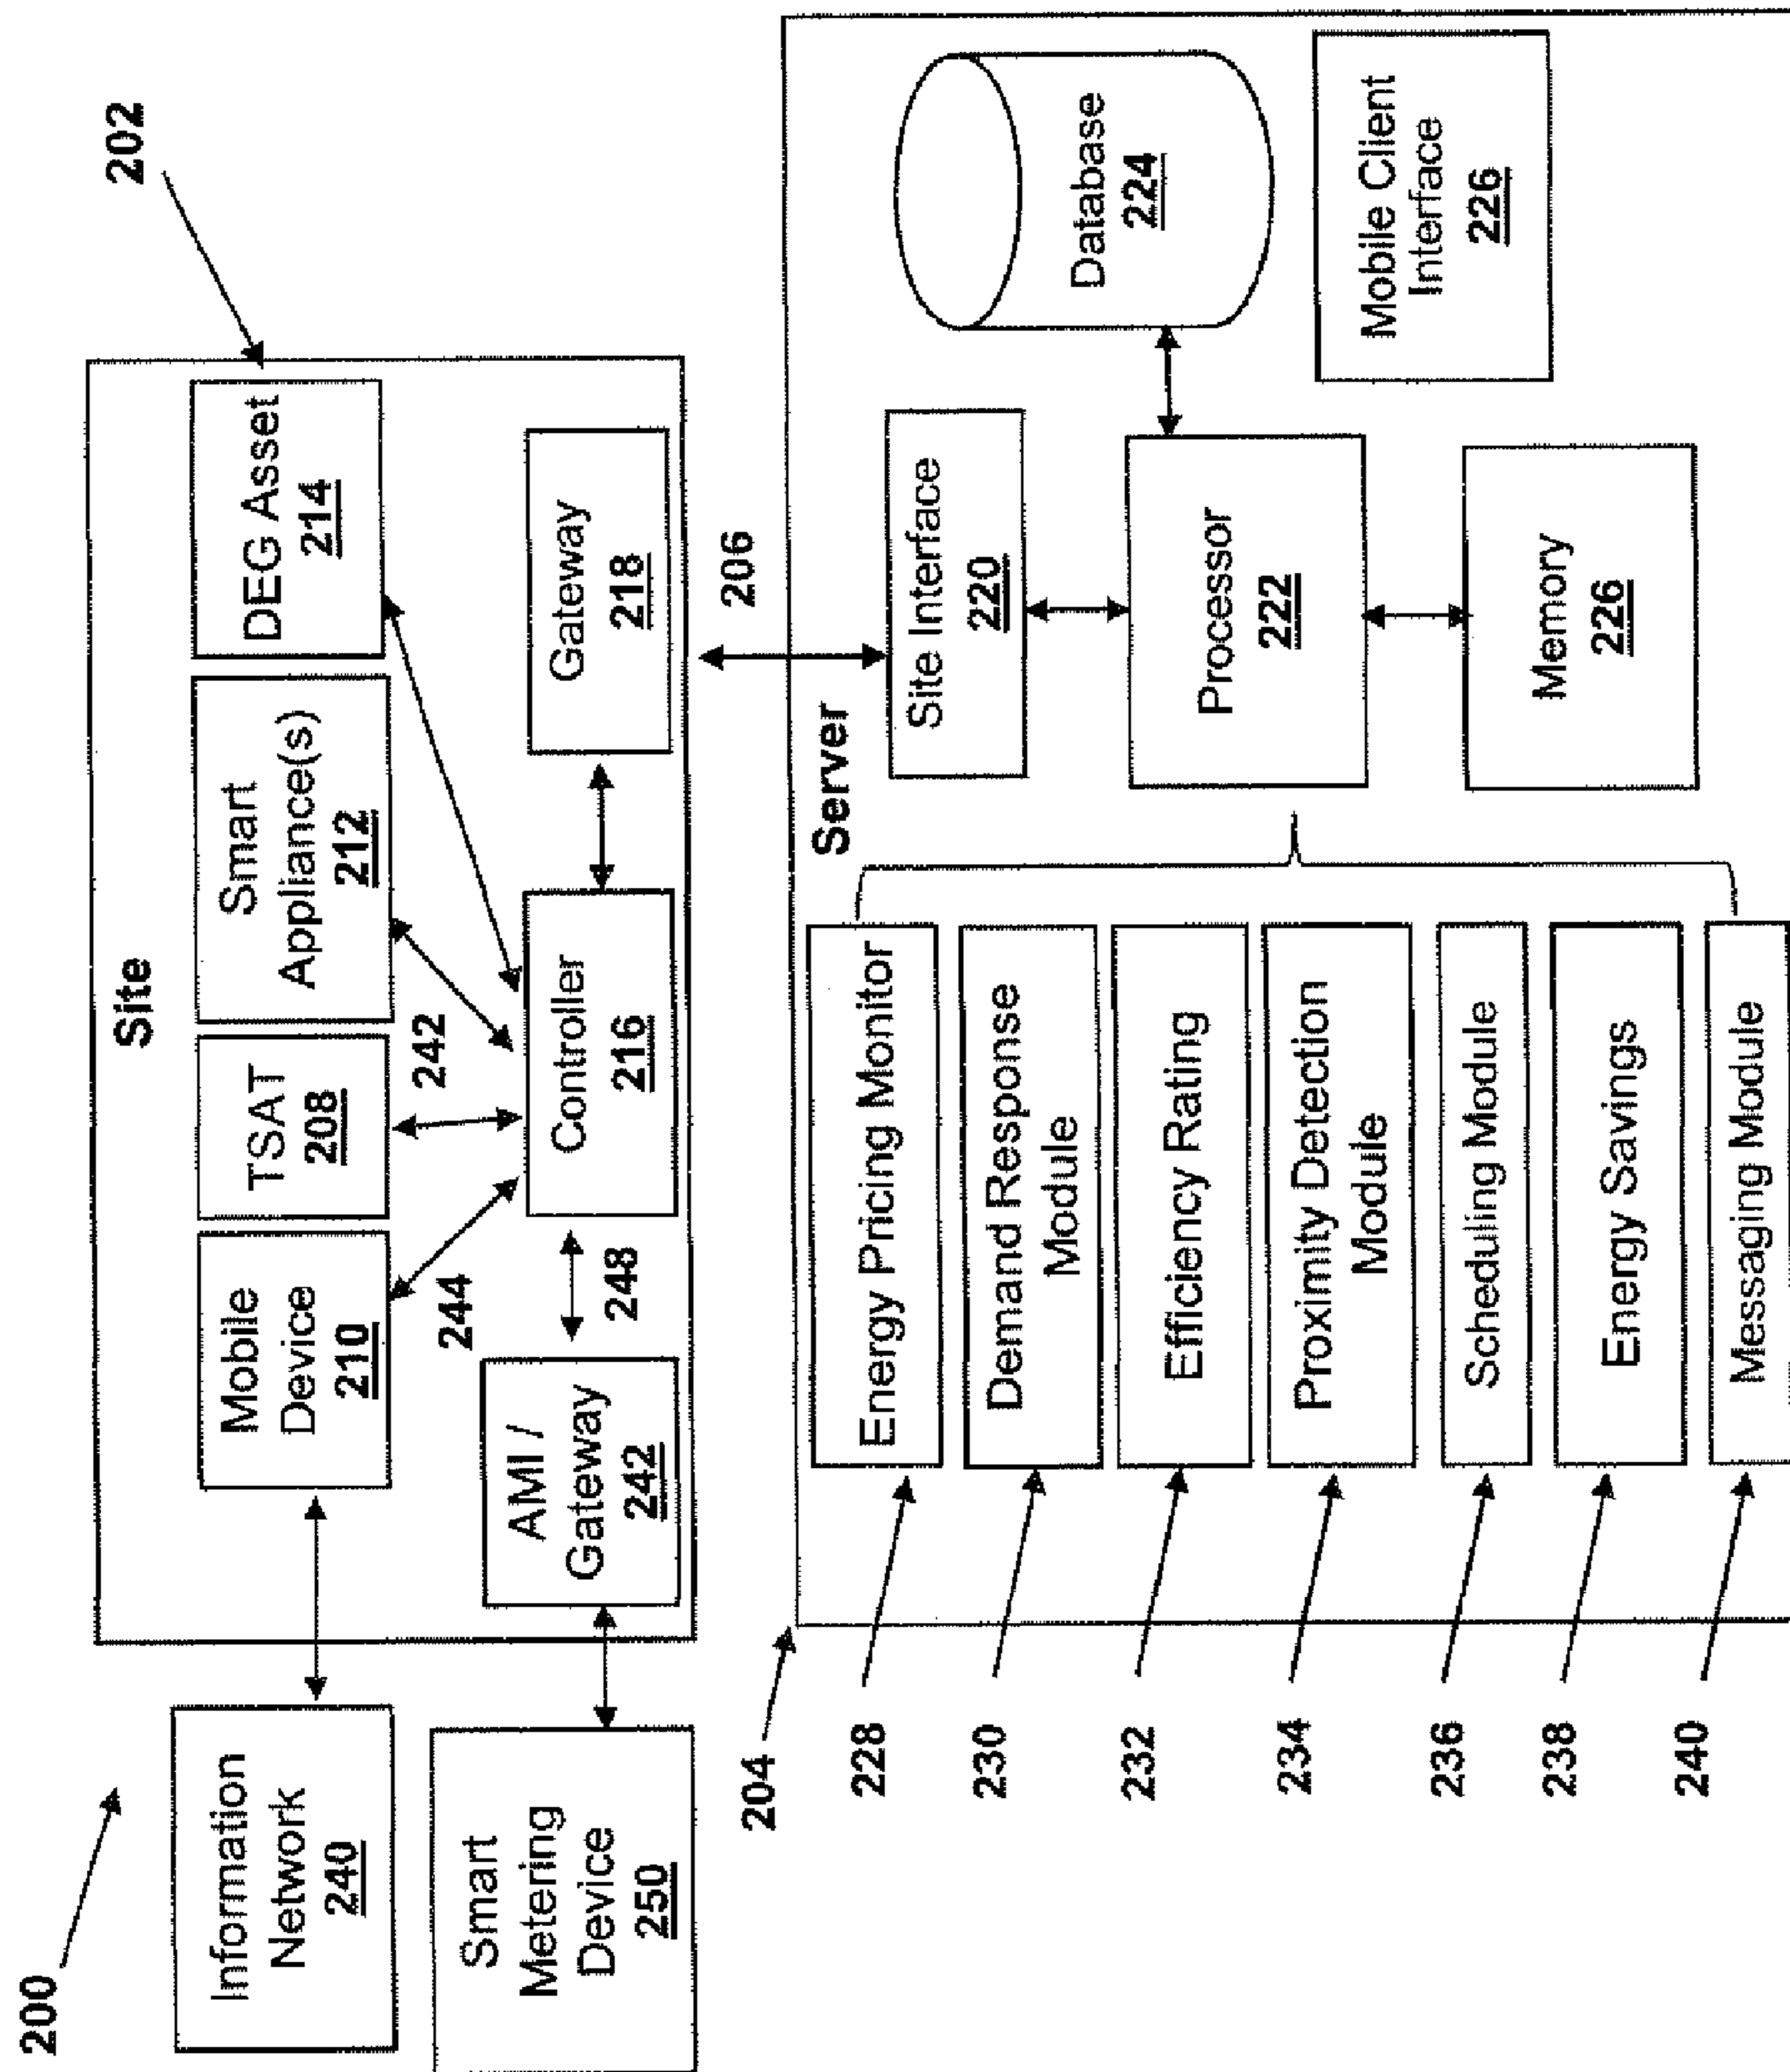 200
202
Site
Information
Network
240
Mobile
Device
210
TSAT
208
Smart
Appliance(s)
212
DEG Asset
214
244
242
Smart
Metering
Device
250
AMI /
Gateway
242
248
Controller
216
Gateway
218
206
204
Server
228
Energy Pricing Monitor
230
Demand Response
Module
232
Efficiency Rating
234
Proximity Detection
Module
236
Scheduling Module
238
Energy Savings
240
Messaging Module
Site Interface
220
Processor
222
Memory
226
Database
224
Mobile Client
Interface
226